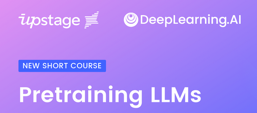 upstage DeepLearning.AI
NEW SHORT COURSE
Pretraining LLMs